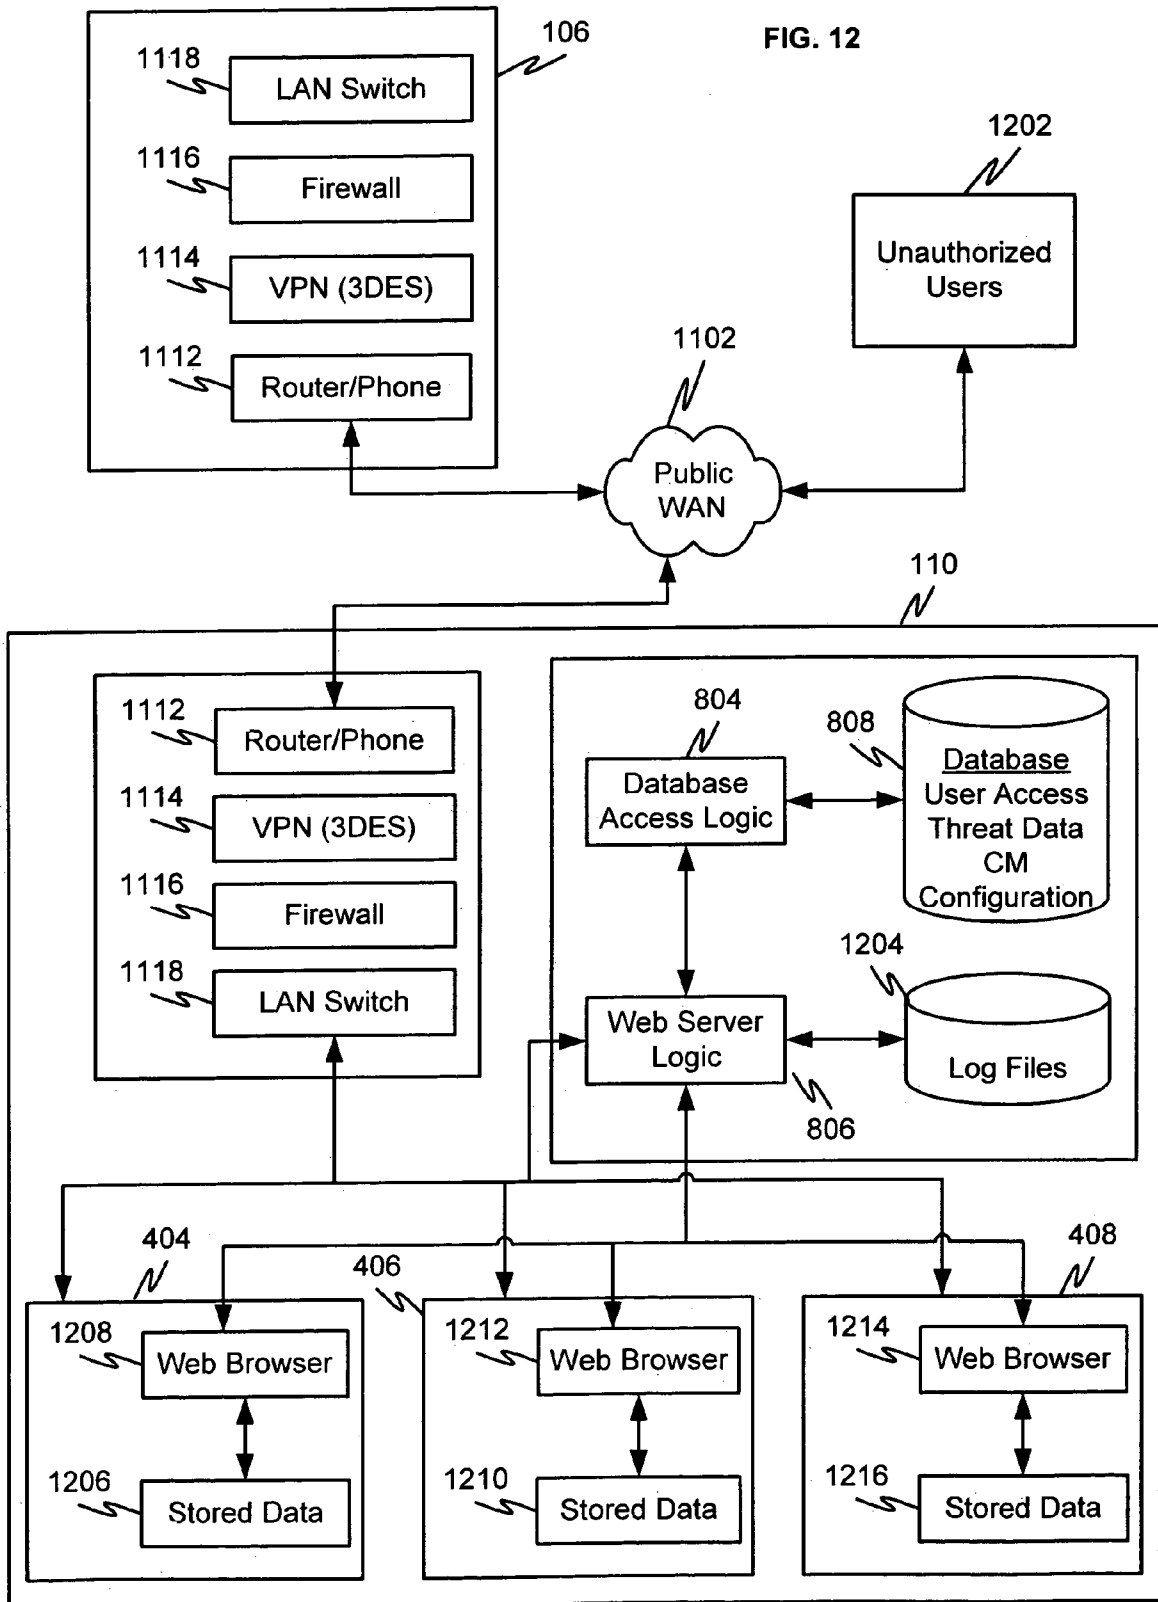 FIG. 12
106
1118
LAN Switch
1116
Firewall
1114
VPN (3DES)
1112
Router/Phone
1202
Unauthorized
Users
1102
Public
WAN
110
1112
Router/Phone
1114
VPN (3DES)
1116
Firewall
1118
LAN Switch
804
Database
Access Logic
808
Database
User Access
Threat Data
CM
Configuration
1204
Log Files
Web Server
Logic
806
404
1208
Web Browser
1206
Stored Data
406
1212
Web Browser
1210
Stored Data
408
1214
Web Browser
1216
Stored Data